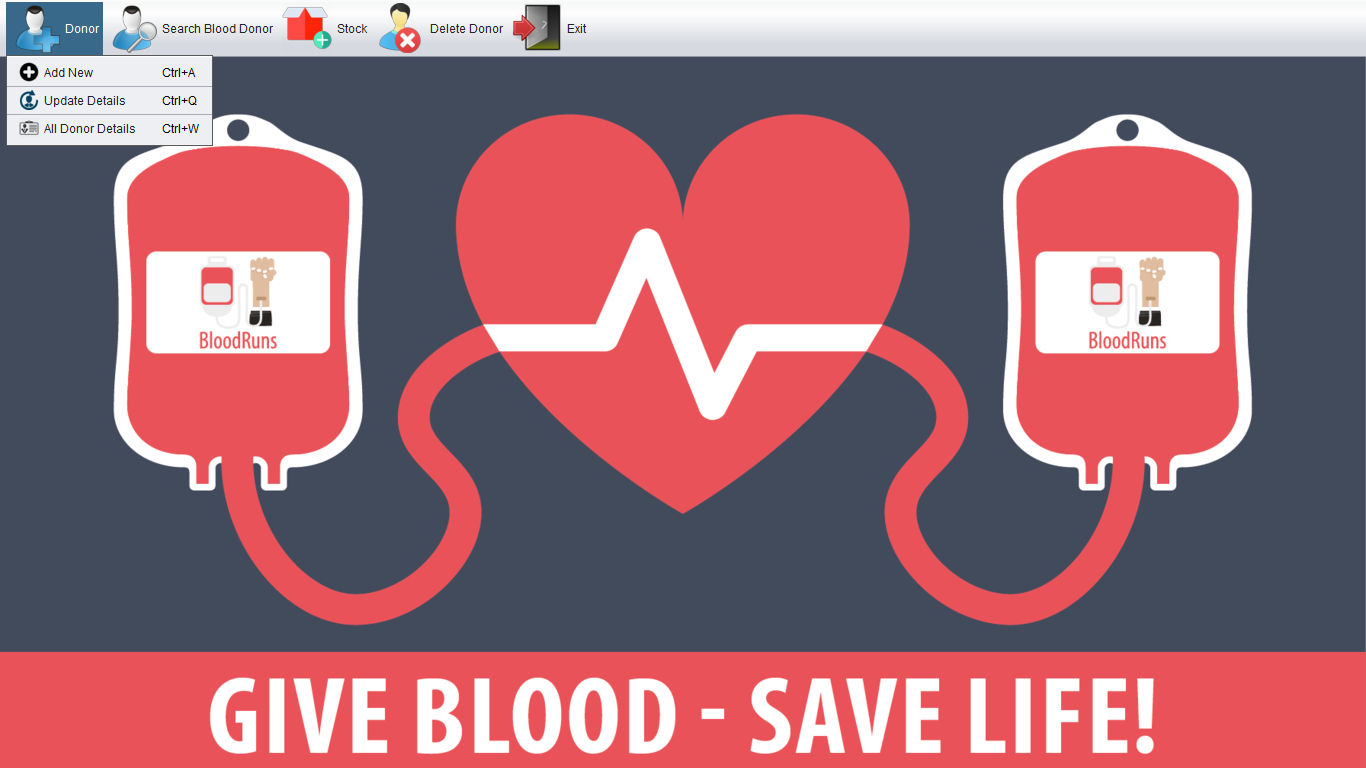 Donor Search Blood Donor Stock Delete Donor Exit
Add New Ctrl+A
Update Details Ctrl+Q
All Donor Details Ctrl+W
BloodRuns BloodRuns
GIVE BLOOD - SAVE LIFE!